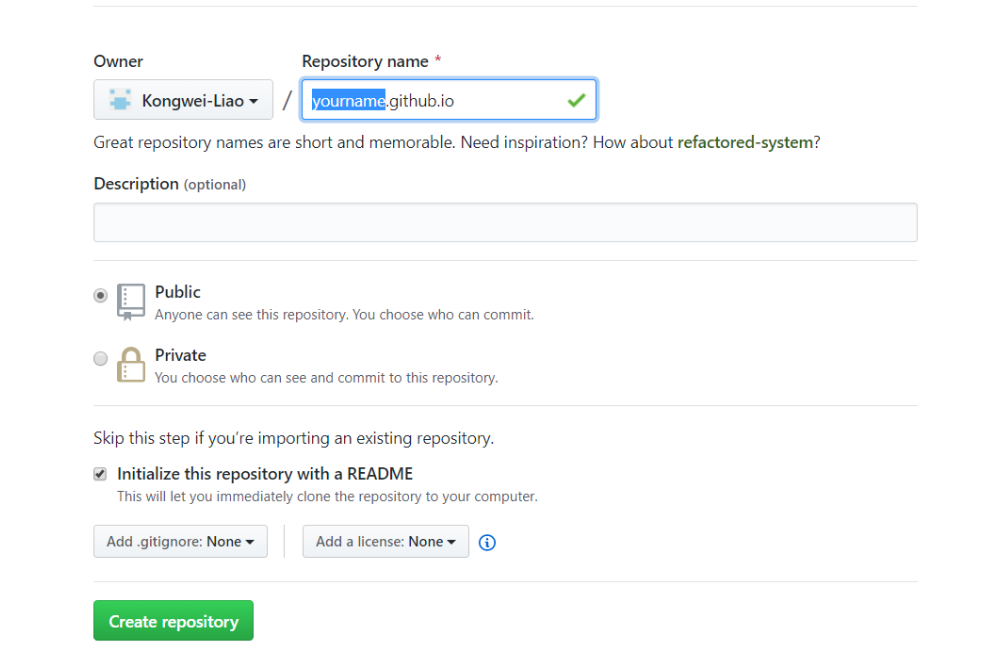 Owner
Repository name *
Kongwei-Liao / yourname.github.io
Great repository names are short and memorable. Need inspiration? How about refactored-system?
Description (optional)
Public
Anyone can see this repository. You choose who can commit.
Private
You choose who can see and commit to this repository.
Skip this step if you’re importing an existing repository.
Initialize this repository with a README
This will let you immediately clone the repository to your computer.
Add .gitignore: None
Add a license: None
Create repository